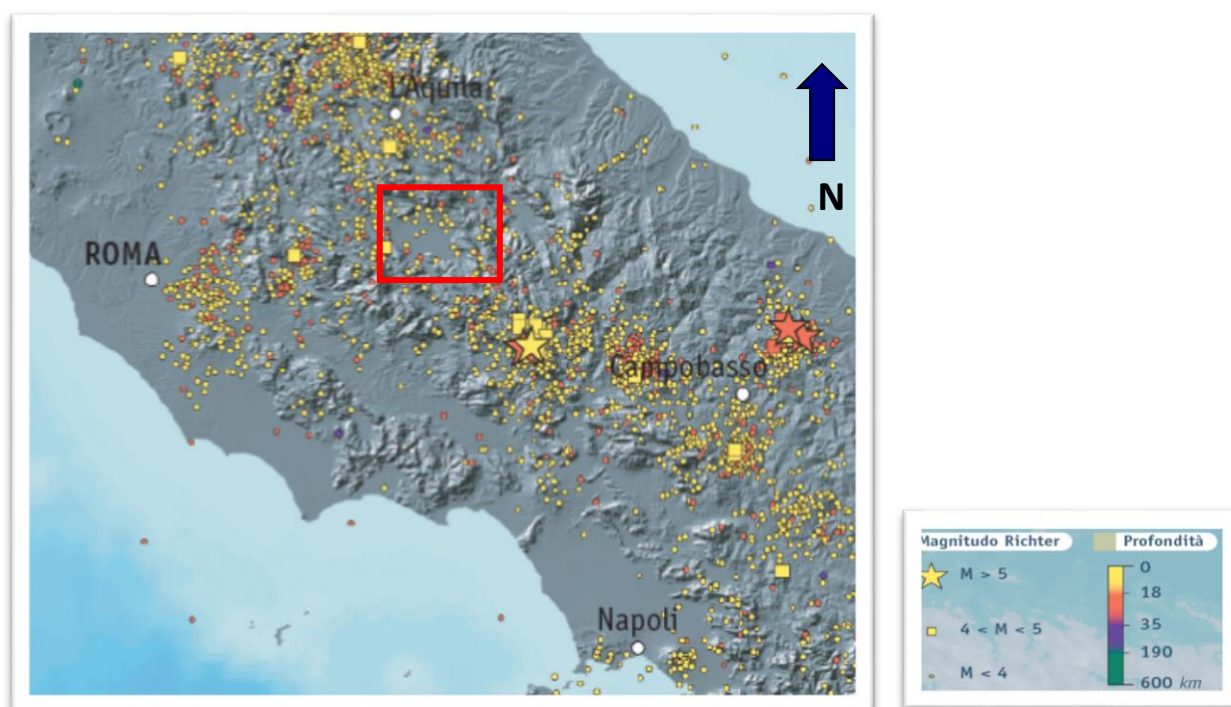 L'Aquila
N
ROMA
Campobasso
Napoli
Magnitudo Richter
Profondità
M > 5
4 < M < 5
M < 4
0
18
35
190
600 km